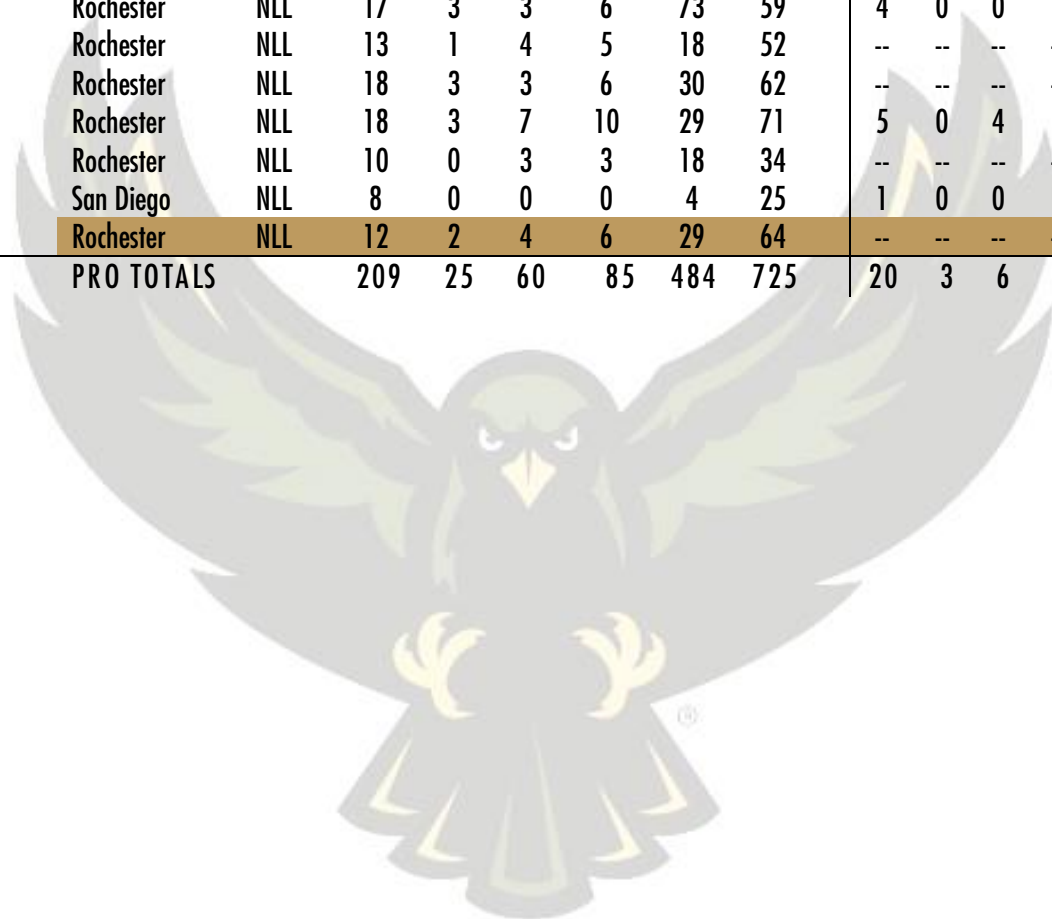 Rochester NLL 17 3 3 6 73 59 4 0 0
Rochester NLL 13 1 4 5 18 52 -- -- --
Rochester NLL 18 3 3 6 30 62 -- -- --
Rochester NLL 18 3 7 10 29 71 5 0 4
Rochester NLL 10 0 3 3 18 34 -- -- --
San Diego NLL 8 0 0 0 4 25 1 0 0
Rochester NLL 12 2 4 6 29 64 -- -- --
PRO TOTALS 209 25 60 85 484 725 20 3 6
®